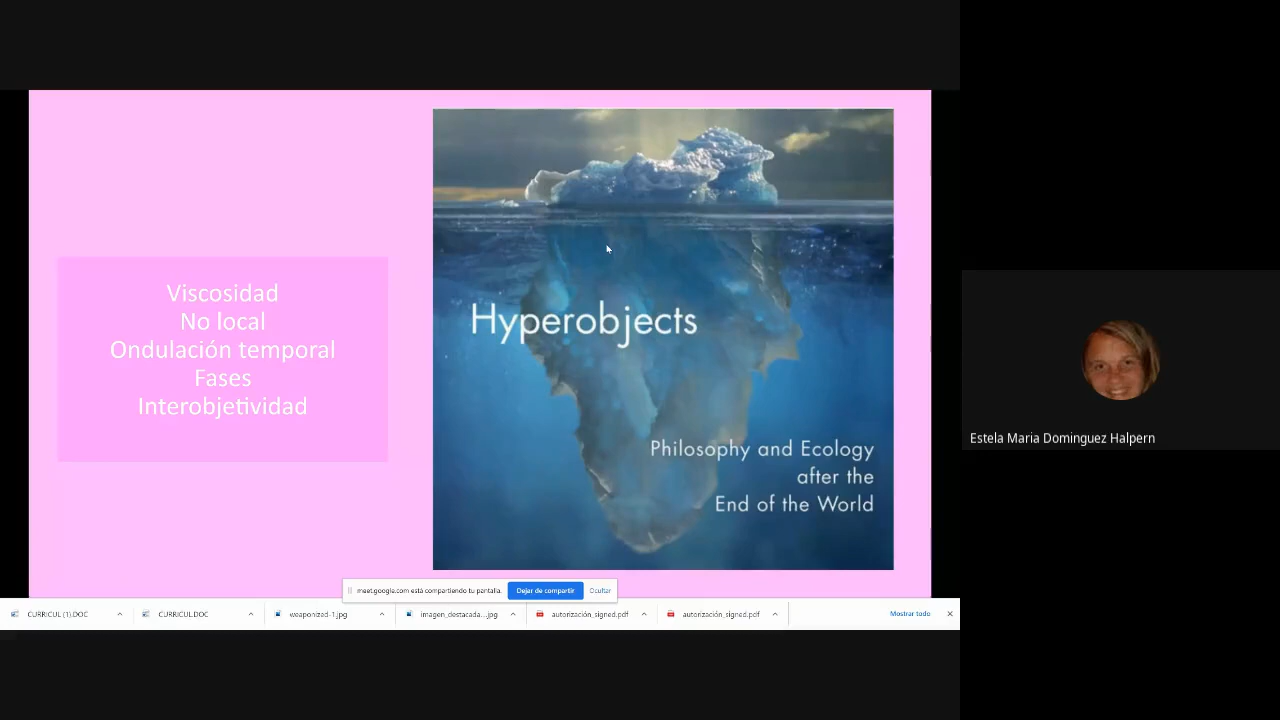 Viscosidad
No local
Ondulación temporal
Fases
Interobjetividad
Hyperobjects
Philosophy and Ecology
after the
End of the World
Estela Maria Dominguez Halpern
meet.google.com está compartiendo tu pantalla.
Dejar de compartir
Ocultar
CURRICUL (1).DOC
CURRICUL.DOC
weaponized-1.jpg
imagen_destacada....jpg
autorización_signed.pdf
autorización_signed.pdf
Mostrar todo